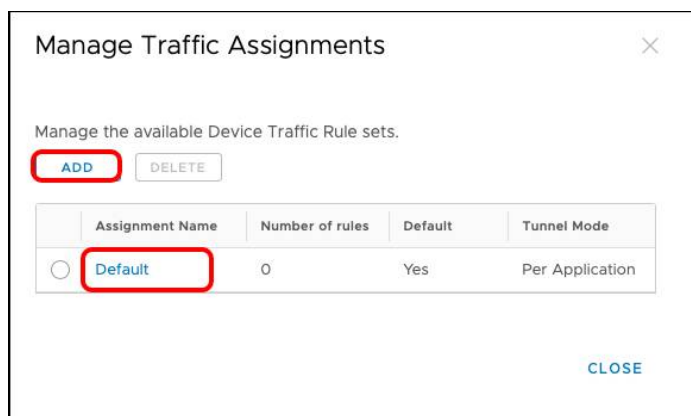 Manage Traffic Assignments
Manage the available Device Traffic Rule sets.
ADD DELETE
Assignment Name Number of rules Default Tunnel Mode
Default 0 Yes Per Application
CLOSE